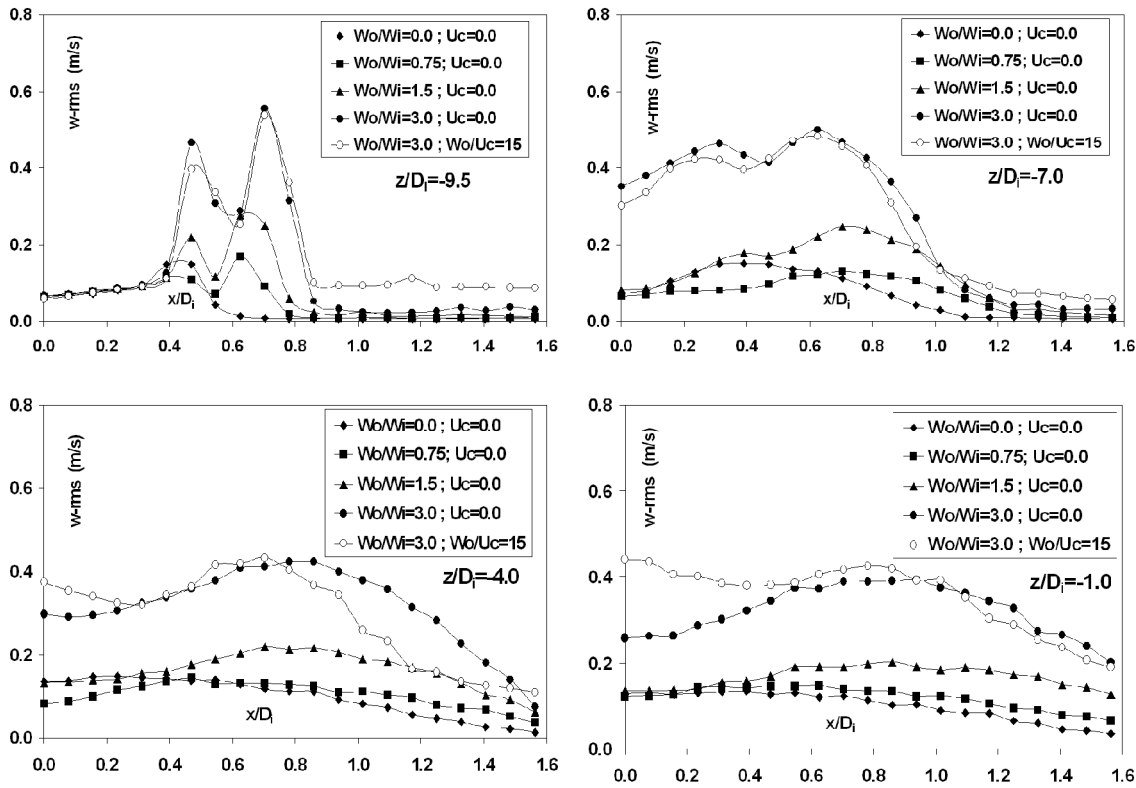 0.8
0.6
0.4
0.2
0.0
w-rms (m/s)
Wo/Wi=0.0 ; Uc=0.0
Wo/Wi=0.75; Uc=0.0
Wo/Wi=1.5 ; Uc=0.0
Wo/Wi=3.0 ; Uc=0.0
Wo/Wi=3.0 ; Wo/Uc=15
z/Di=-9.5
x/Di
0.0 0.2 0.4 0.6 0.8 1.0 1.2 1.4 1.6
0.8
0.6
0.4
0.2
0.0
w-rms (m/s)
Wo/Wi=0.0 ; Uc=0.0
Wo/Wi=0.75 ; Uc=0.0
Wo/Wi=1.5 ; Uc=0.0
Wo/Wi=3.0 ; Uc=0.0
Wo/Wi=3.0 ; Wo/Uc=15
z/Di=-7.0
x/Di
0.0 0.2 0.4 0.6 0.8 1.0 1.2 1.4 1.6
0.8
0.6
0.4
0.2
0.0
w-rms (m/s)
Wo/Wi=0.0 ; Uc=0.0
Wo/Wi=0.75 ; Uc=0.0
Wo/Wi=1.5 ; Uc=0.0
Wo/Wi=3.0 ; Uc=0.0
Wo/Wi=3.0 ; Wo/Uc=15
z/Di=-4.0
x/Di
0.0 0.2 0.4 0.6 0.8 1.0 1.2 1.4 1.6
0.8
0.6
0.4
0.2
0.0
w-rms (m/s)
Wo/Wi=0.0 ; Uc=0.0
Wo/Wi=0.75 ; Uc=0.0
Wo/Wi=1.5 ; Uc=0.0
Wo/Wi=3.0 ; Uc=0.0
Wo/Wi=3.0 ; Wo/Uc=15
z/Di=-1.0
x/Di
0.0 0.2 0.4 0.6 0.8 1.0 1.2 1.4 1.6